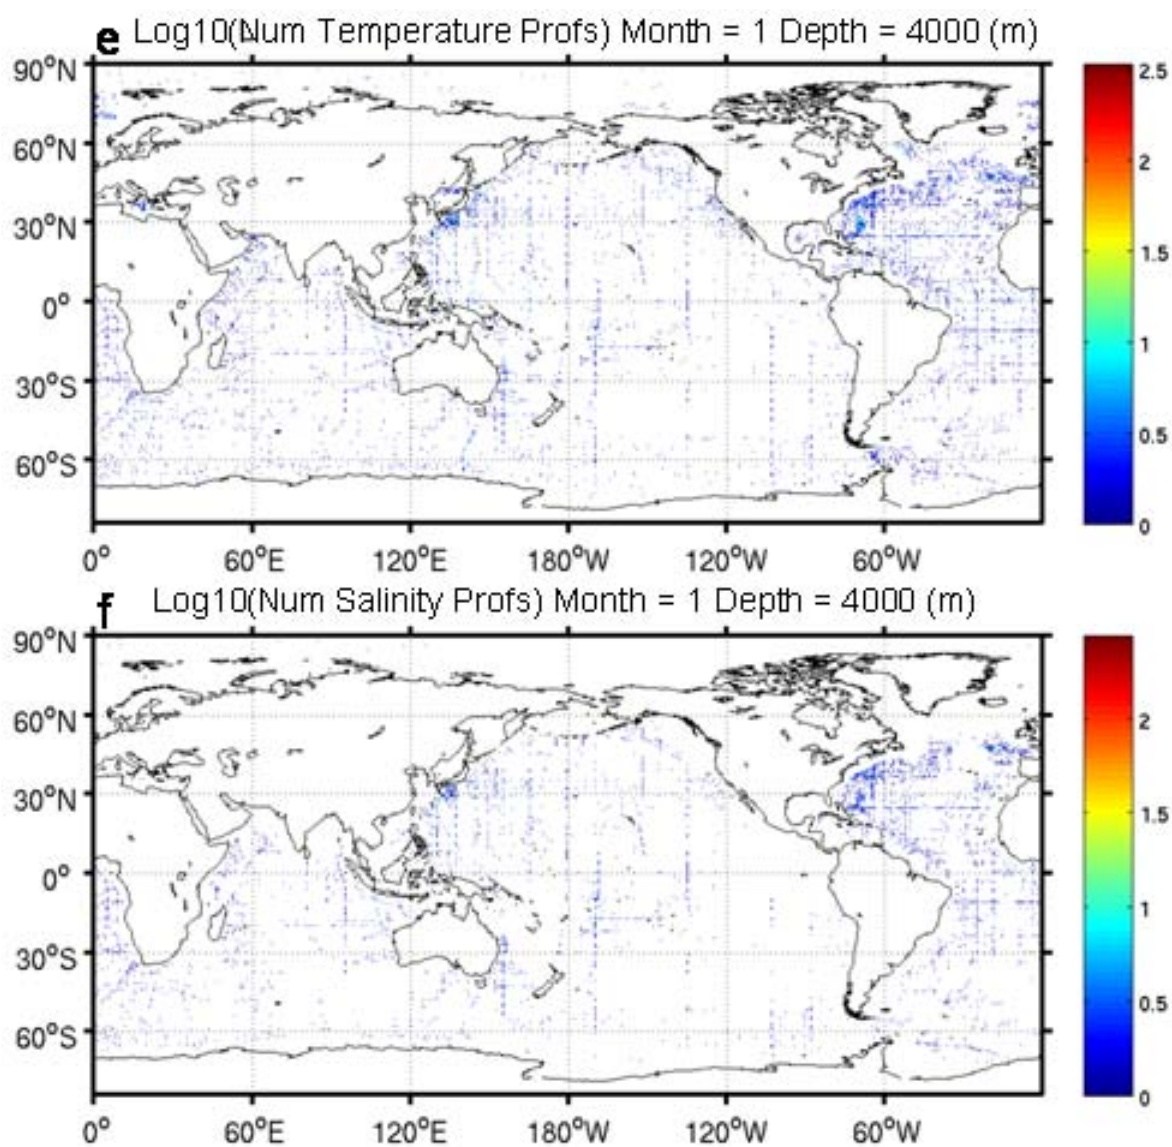 e Log10(Num Temperature Profs) Month = 1 Depth = 4000 (m)
90°N
60°N
30°N
0°
30°S
60°S
0° 60°E 120°E 180°W 120°W 60°W
2.5
2
1.5
1
0.5
0
f Log10(Num Salinity Profs) Month = 1 Depth = 4000 (m)
90°N
60°N
30°N
0°
30°S
60°S
0° 60°E 120°E 180°W 120°W 60°W
2
1.5
1
0.5
0